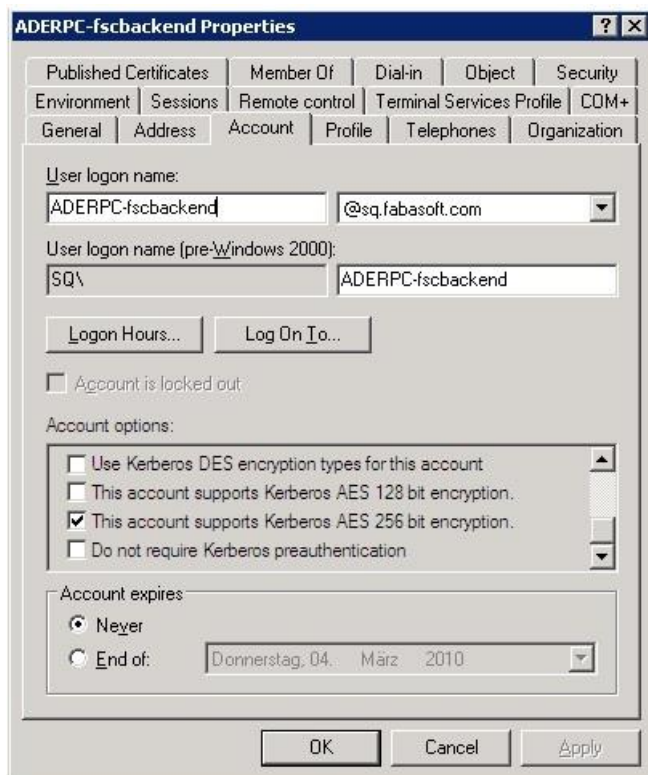 ADERPC-fscbackend Properties
Published Certificates Member Of Dial-in Object Security
Environment Sessions Remote control Terminal Services Profile COM+
General Address Account Profile Telephones Organization
User logon name:
ADERPC-fscbackend @sq.fabasoft.com
User logon name (pre-Windows 2000):
SQ\ ADERPC-fscbackend
Logon Hours... Log On To...
Account is locked out
Account options:
Use Kerberos DES encryption types for this account
This account supports Kerberos AES 128 bit encryption.
This account supports Kerberos AES 256 bit encryption.
Do not require Kerberos preauthentication
Account expires
Never
End of: Donnerstag, 04. März 2010
OK Cancel Apply